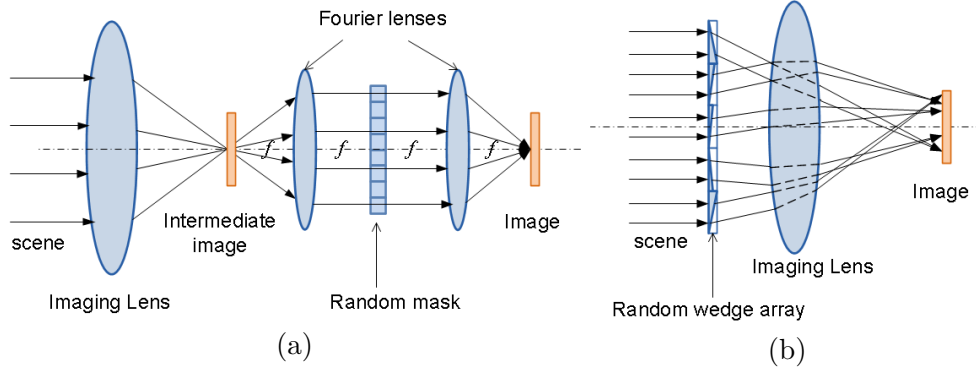 Fourier lenses
f
f
f
f
scene
Intermediate
image
Image
Imaging Lens
Random mask
(a)
scene
Image
Imaging Lens
Random wedge array
(b)